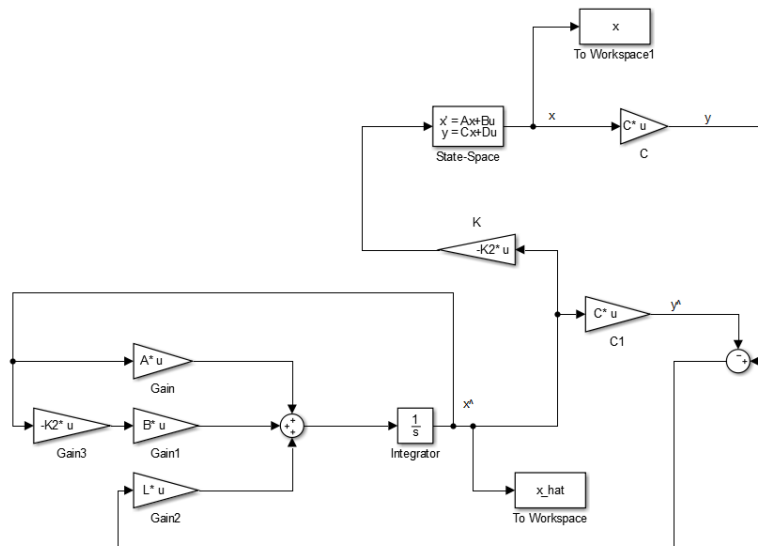 x
To Workspace1
x' = Ax+Bu
y = Cx+Du
State-Space
x
C* u
C
y
K
-K2* u
C* u
C1
y^
-
+
A* u
Gain
-K2* u
Gain3
B* u
Gain1
+
+
+
1
s
Integrator
x^
L* u
Gain2
x_hat
To Workspace